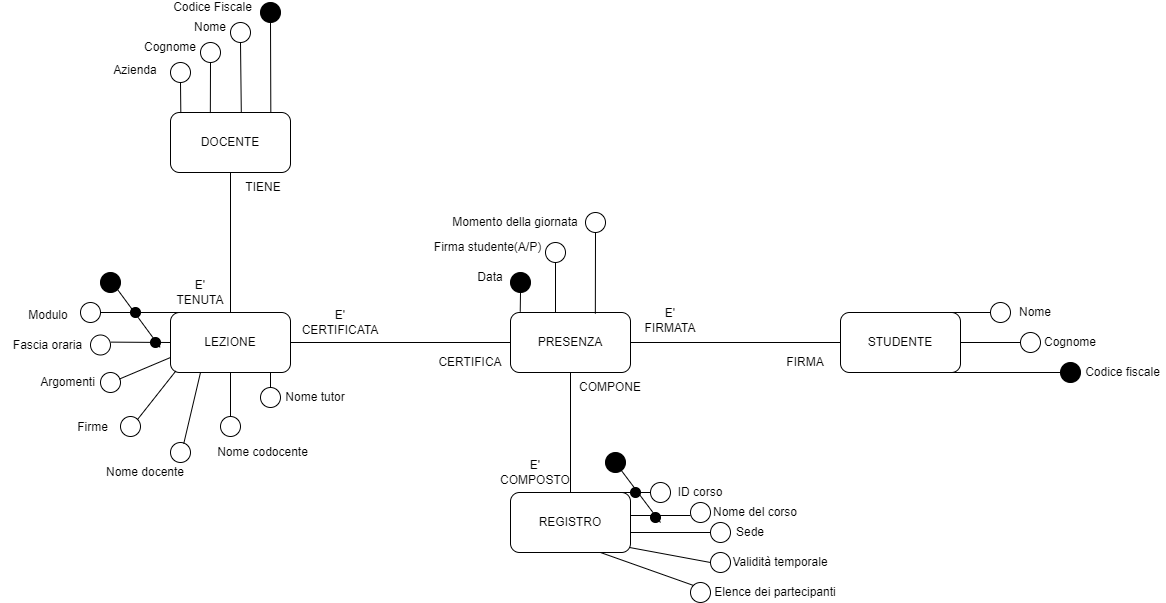 Codice Fiscale
Nome
Cognome
Azienda
DOCENTE
TIENE
Momento della giornata
Firma studente(A/P)
Data
E'
TENUTA
Modulo
Fascia oraria
Argomenti
Firme
Nome docente
Nome codocente
Nome tutor
LEZIONE
E'
CERTIFICATA
CERTIFICA
PRESENZA
E'
FIRMATA
FIRMA
STUDENTE
Nome
Cognome
Codice fiscale
COMPONE
E'
COMPOSTO
REGISTRO
ID corso
Nome del corso
Sede
Validità temporale
Elence dei partecipanti